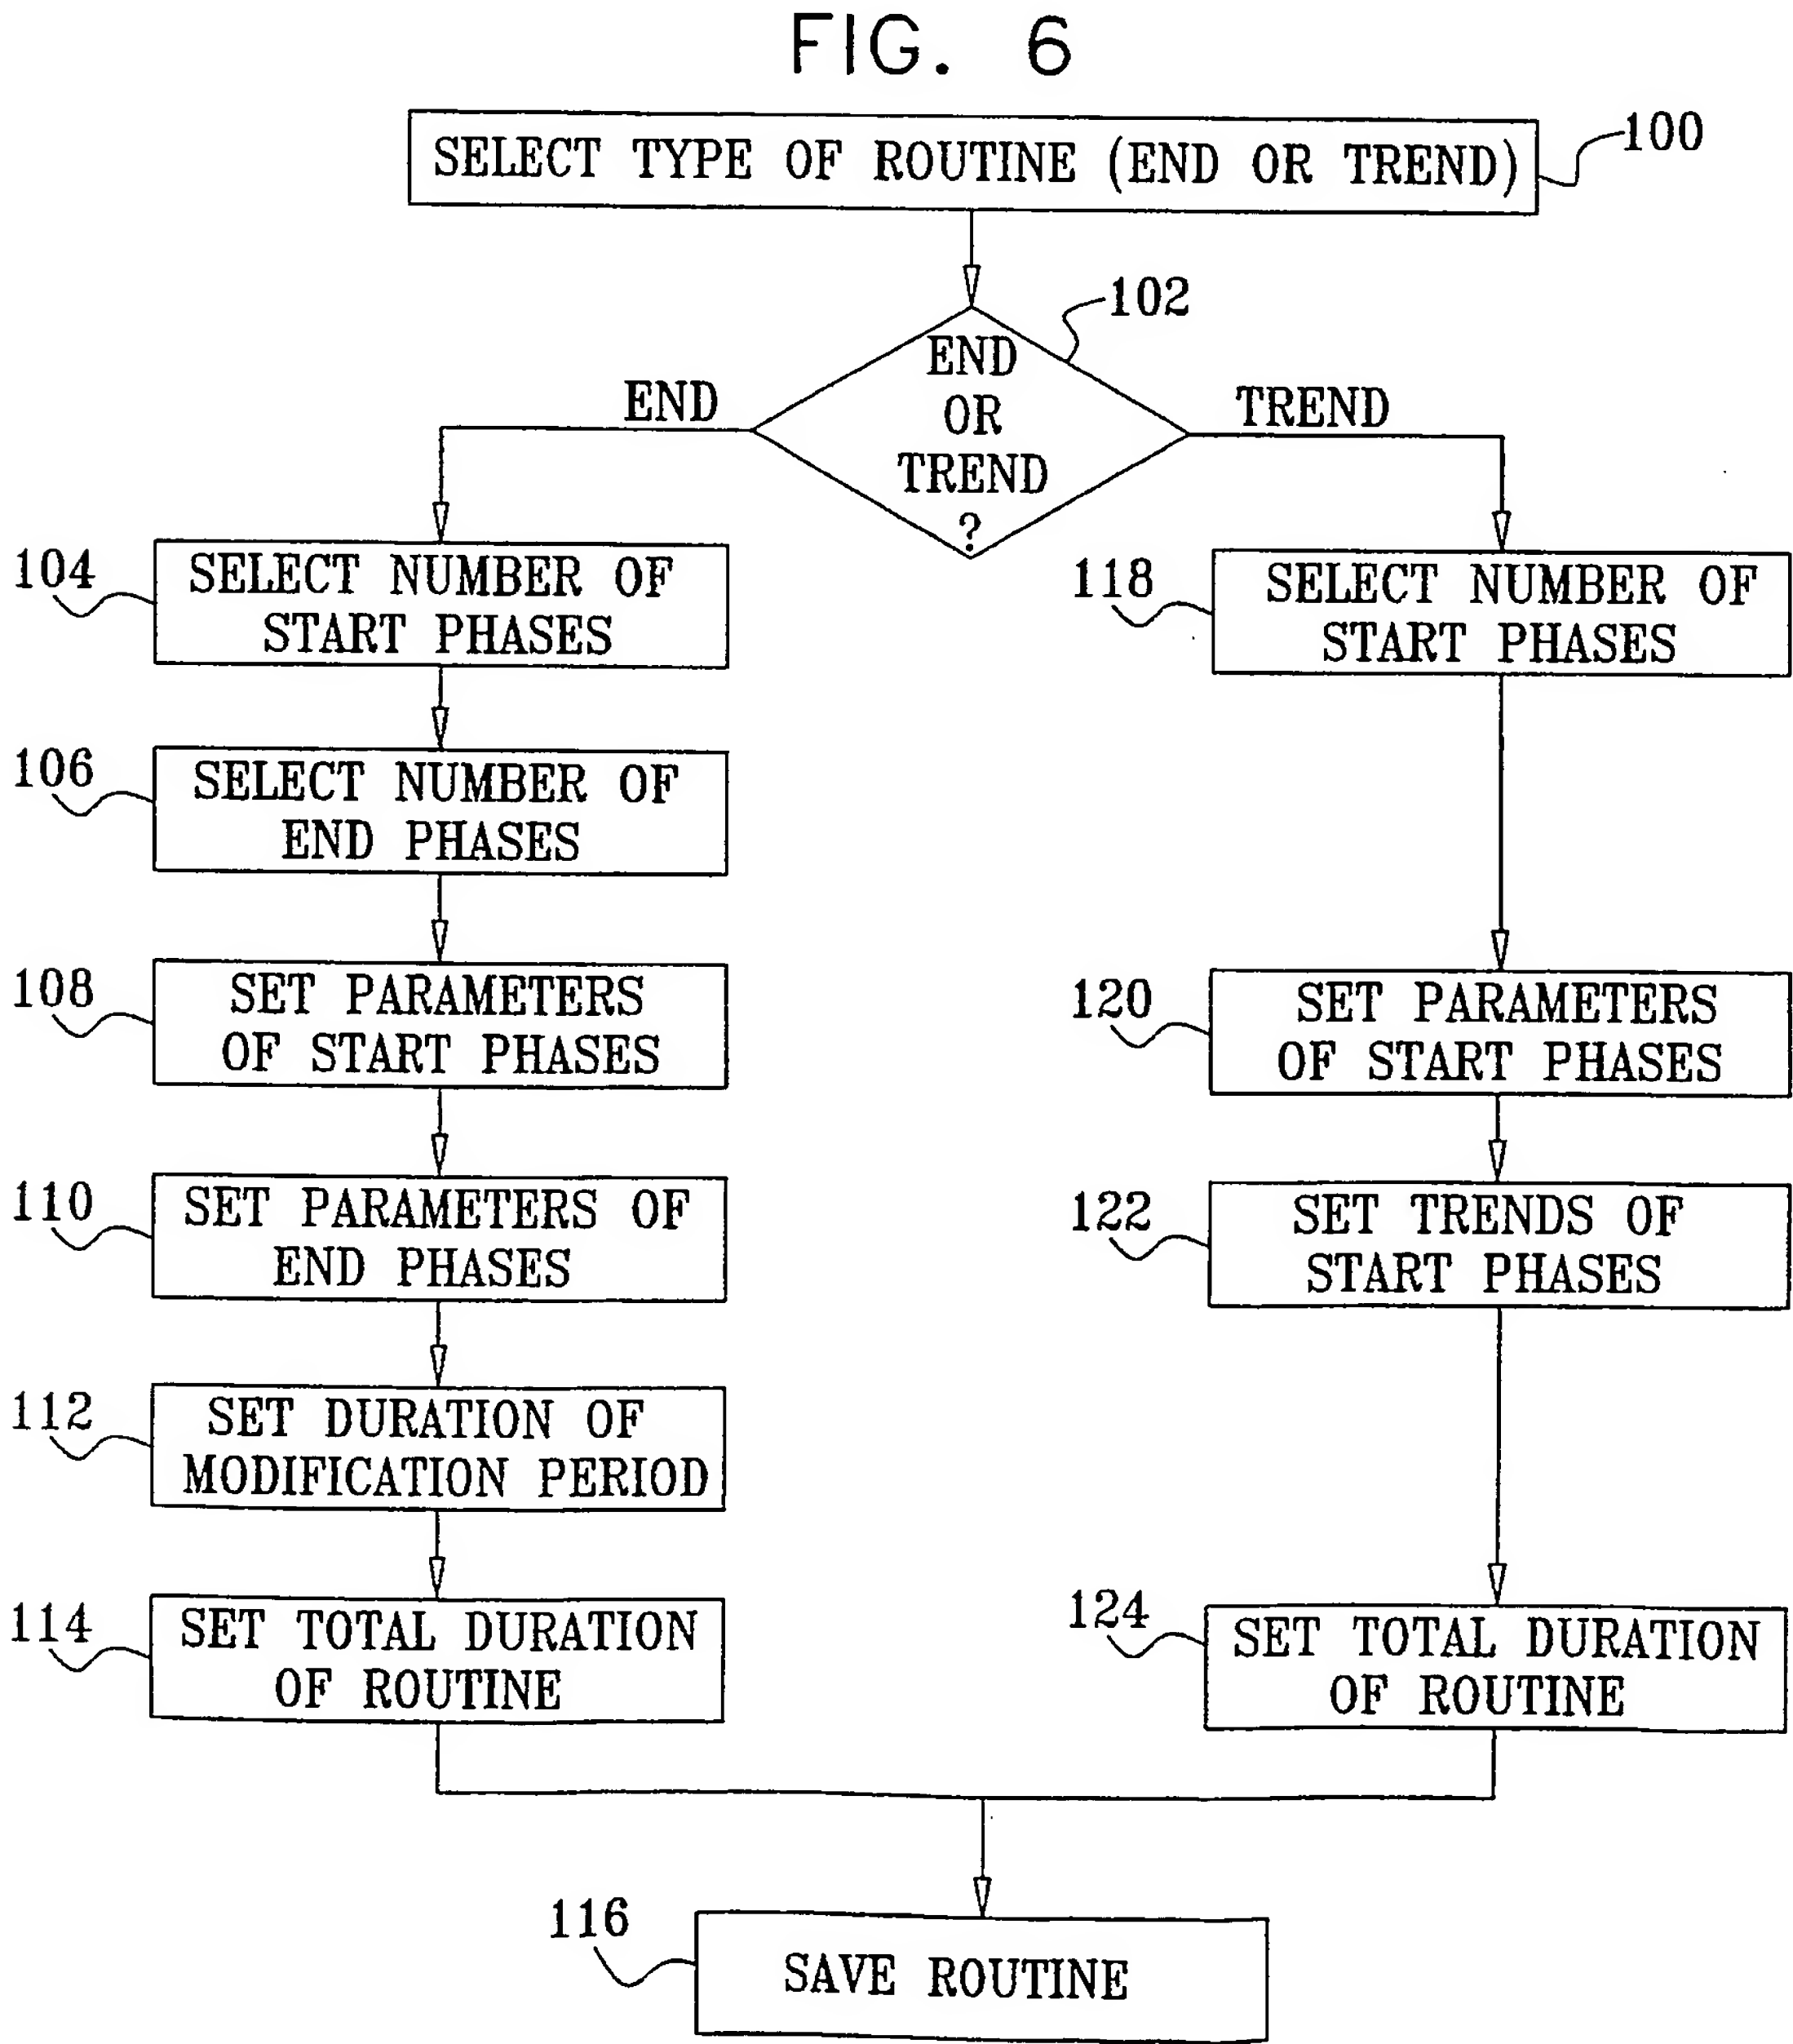 FIG. 6
SELECT TYPE OF ROUTINE (END OR TREND)
100
102
END
OR
TREND
?
END
TREND
104
SELECT NUMBER OF
START PHASES
106
SELECT NUMBER OF
END PHASES
108
SET PARAMETERS
OF START PHASES
110
SET PARAMETERS OF
END PHASES
112
SET DURATION OF
MODIFICATION PERIOD
114
SET TOTAL DURATION
OF ROUTINE
118
SELECT NUMBER OF
START PHASES
120
SET PARAMETERS
OF START PHASES
122
SET TRENDS OF
START PHASES
124
SET TOTAL DURATION
OF ROUTINE
116
SAVE ROUTINE